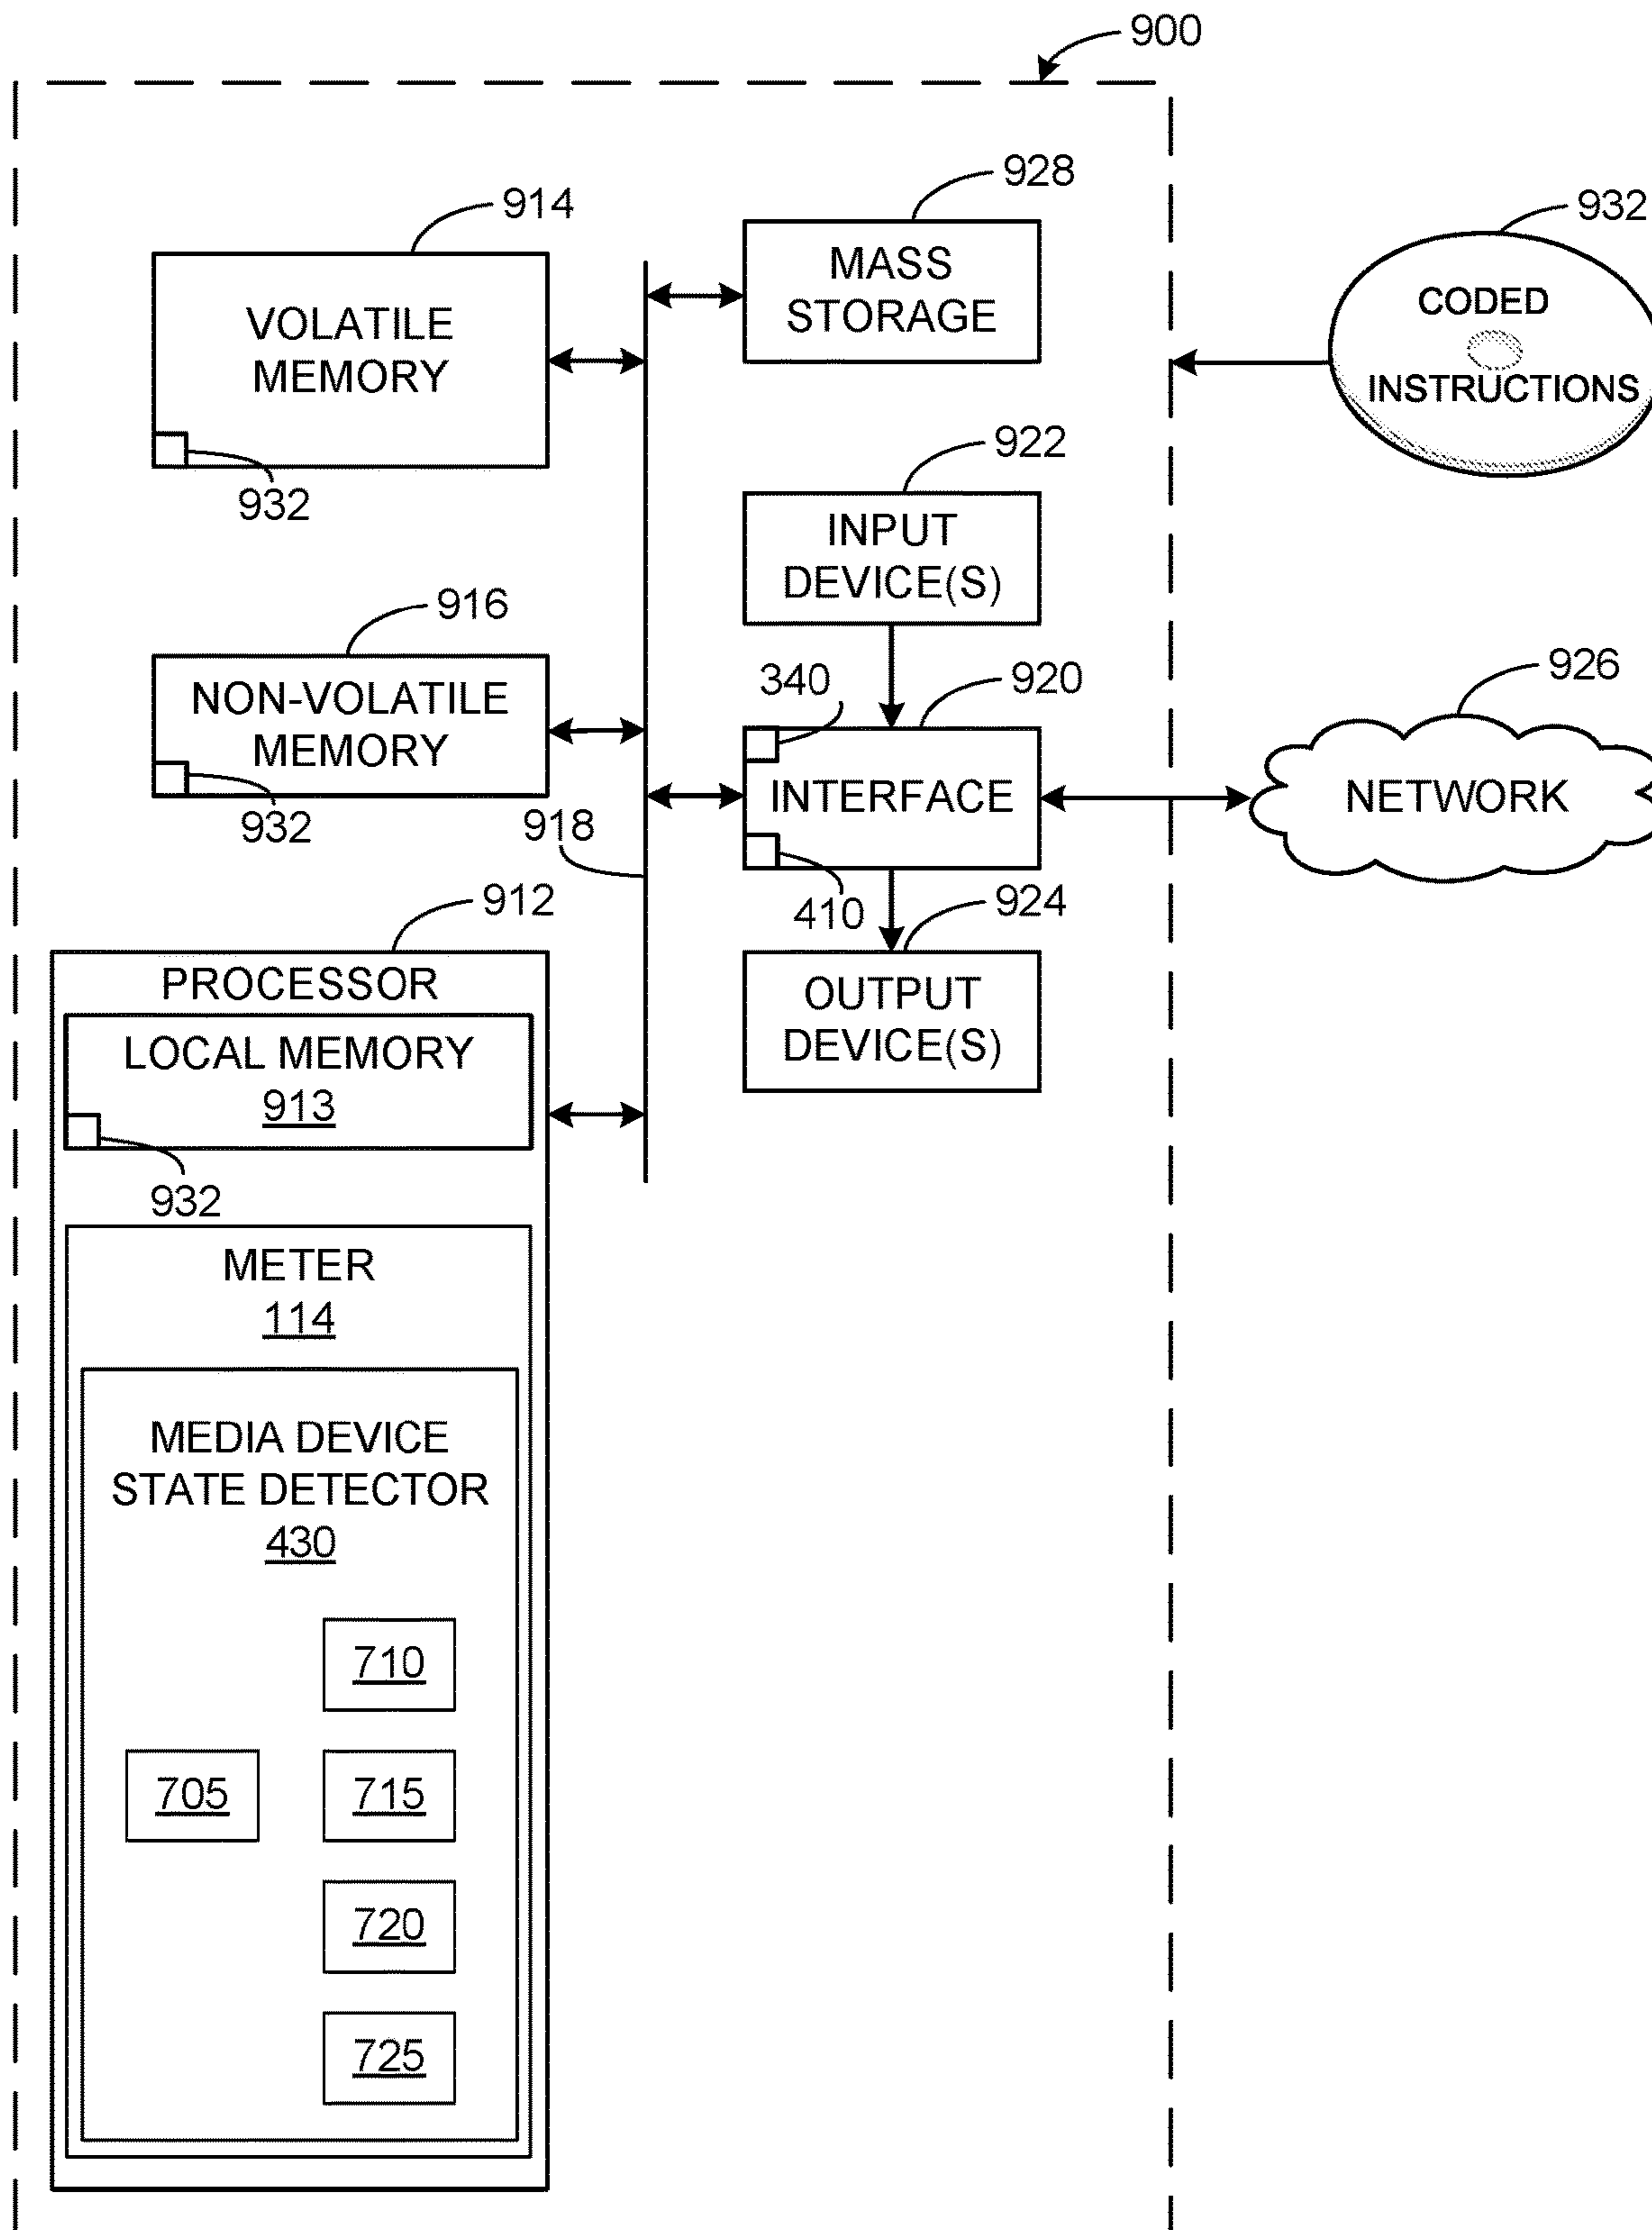 900
914
VOLATILE
MEMORY
932
928
MASS
STORAGE
932
CODED
INSTRUCTIONS
922
INPUT
DEVICE(S)
916
NON-VOLATILE
MEMORY
932
918
340
920
INTERFACE
410
926
NETWORK
924
OUTPUT
DEVICE(S)
912
PROCESSOR
LOCAL MEMORY
913
932
METER
114
MEDIA DEVICE
STATE DETECTOR
430
710
705
715
720
725